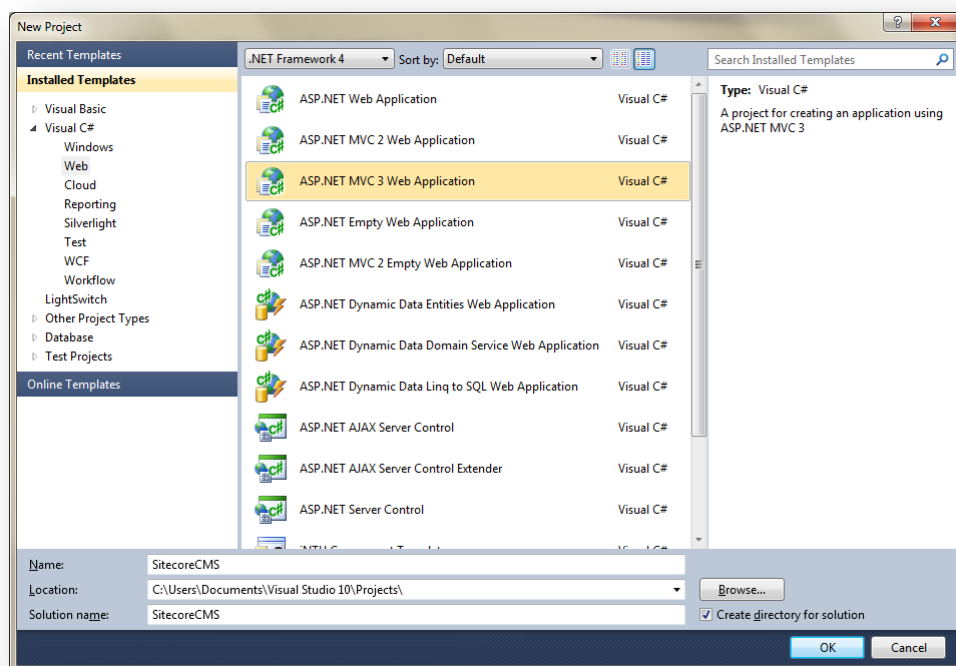 New Project
Recent Templates
Installed Templates
Visual Basic
Visual C#
Windows
Web
Cloud
Reporting
Silverlight
Test
WCF
Workflow
LightSwitch
Other Project Types
Database
Test Projects
Online Templates
.NET Framework 4 Sort by: Default
ASP.NET Web Application Visual C#
ASP.NET MVC 2 Web Application Visual C#
ASP.NET MVC 3 Web Application Visual C#
ASP.NET Empty Web Application Visual C#
ASP.NET MVC 2 Empty Web Application Visual C#
ASP.NET Dynamic Data Entities Web Application Visual C#
ASP.NET Dynamic Data Domain Service Web Application Visual C#
ASP.NET Dynamic Data Linq to SQL Web Application Visual C#
ASP.NET AJAX Server Control Visual C#
ASP.NET AJAX Server Control Extender Visual C#
ASP.NET Server Control Visual C#
Search Installed Templates
Type: Visual C#
A project for creating an application using
ASP.NET MVC 3
Name: SitecoreCMS
Location: C:\Users\Documents\Visual Studio 10\Projects\ Browse...
Solution name: SitecoreCMS Create directory for solution
OK Cancel